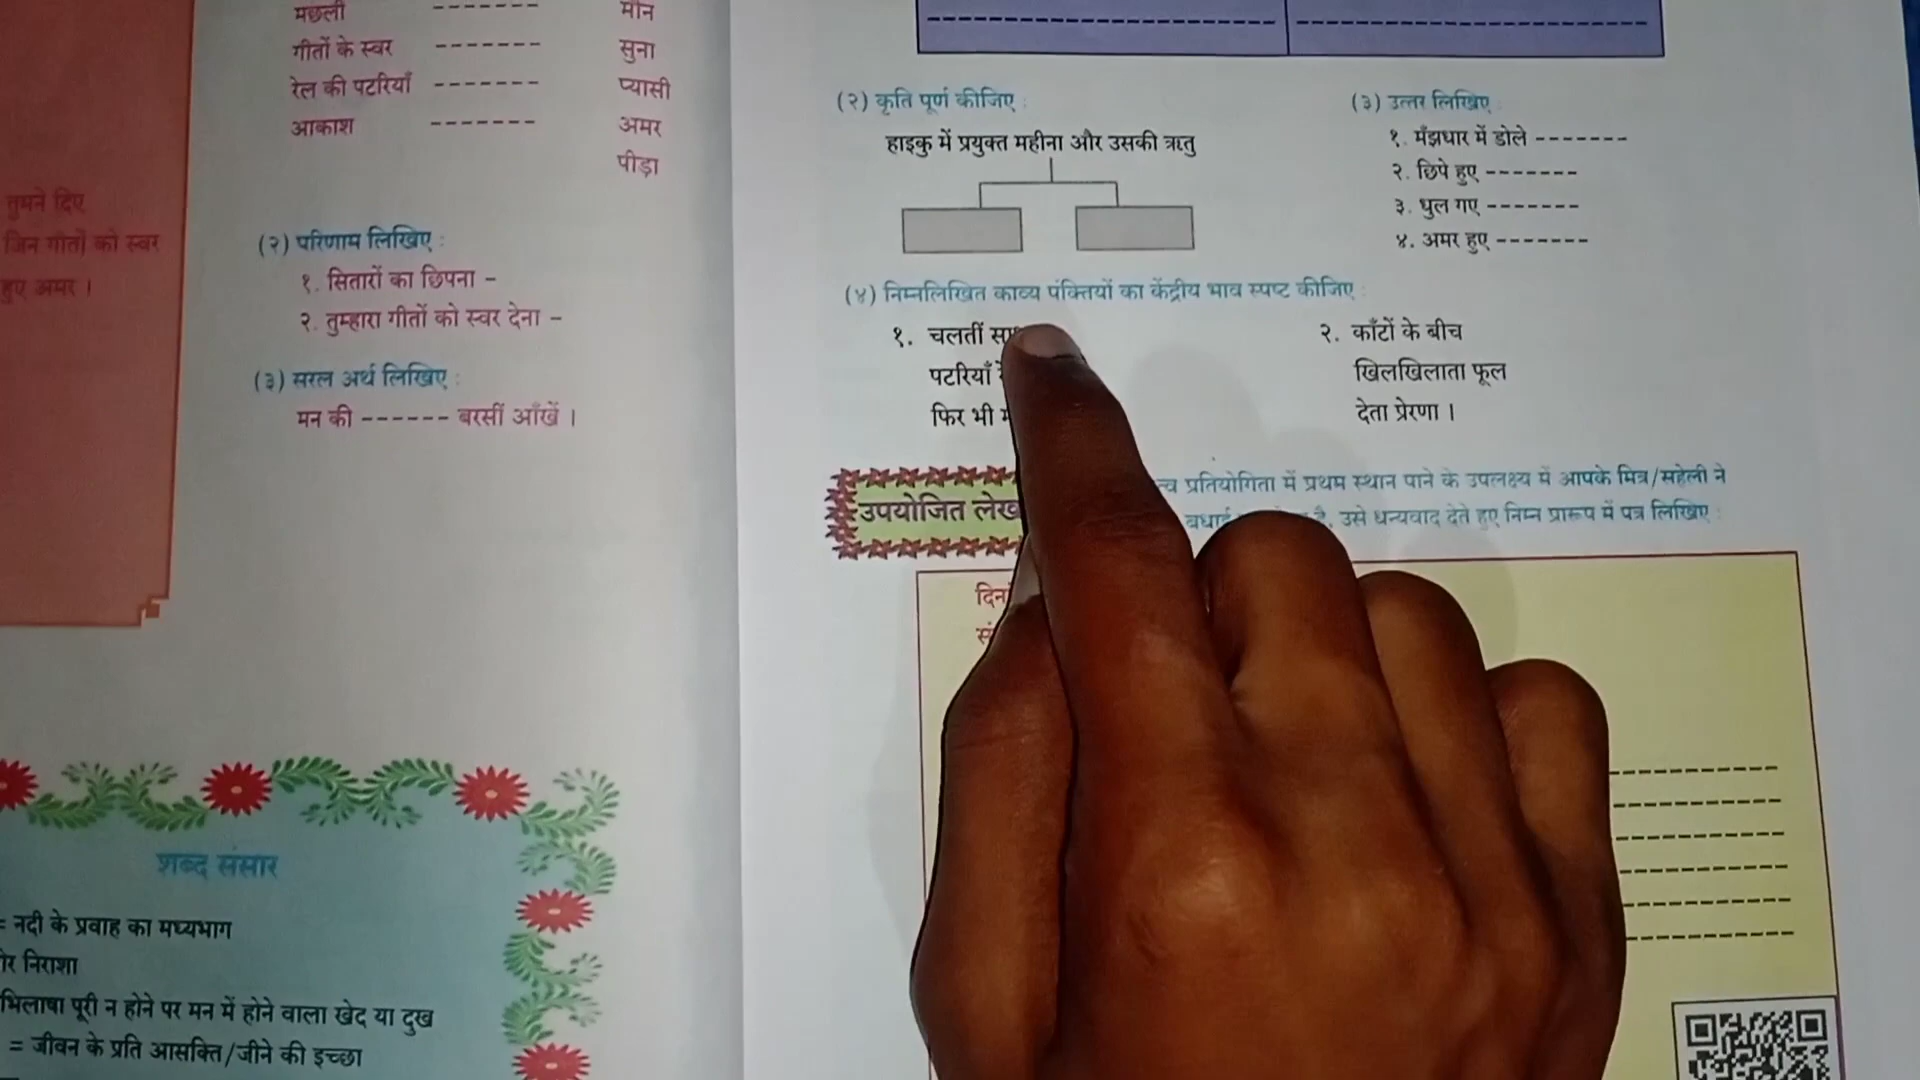 मछली ------- मौन
गीतों के स्वर ------- सुना
रेल की पटरियाँ ------- प्यासी
आकाश ------- अमर
पीड़ा
तुमने दिए
जिन गीतों को स्वर
हुए अमर ।
(२) परिणाम लिखिए :
१. सितारों का छिपना -
२. तुम्हारा गीतों को स्वर देना -
(३) सरल अर्थ लिखिए :
मन की ------- बरसीं आँखें ।
शब्द संसार
= नदी के प्रवाह का मध्यभाग
निराशा
पूरी न होने पर मन में होने वाला खेद या दुख
= जीवन के प्रति आसक्ति/जीने की इच्छा
(२) कृति पूर्ण कीजिए :
हाइकु में प्रयुक्त महीना और उसकी ऋतु
(३) उत्तर लिखिए :
१. मँझधार में डोले -------
२. छिपे हुए -------
३. धुल गए -------
४. अमर हुए -------
(४) निम्नलिखित काव्य पंक्तियों का केंद्रीय भाव स्पष्ट कीजिए :
१. चलतीं
पटरियाँ
फिर भी
२. काँटों के बीच
खिलखिलाता फूल
देता प्रेरणा ।
उपयोजित
प्रतियोगिता में प्रथम स्थान पाने के उपलक्ष्य में आपके मित्र/सहेली ने
है, उसे धन्यवाद देते हुए निम्न प्रारूप में पत्र लिखिए :